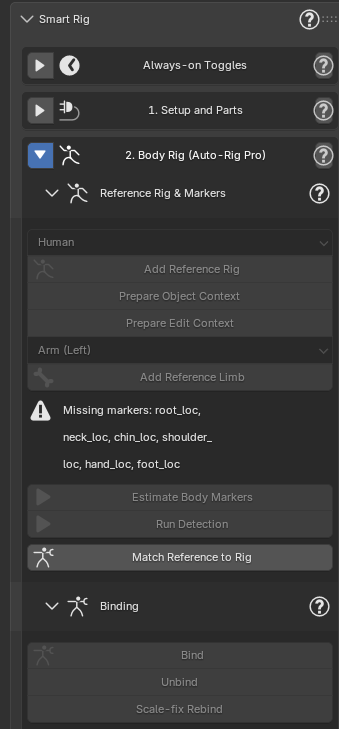 Smart Rig
Always-on Toggles
1. Setup and Parts
2. Body Rig (Auto-Rig Pro)
Reference Rig & Markers
Human
Add Reference Rig
Prepare Object Context
Prepare Edit Context
Arm (Left)
Add Reference Limb
Missing markers: root_loc,
neck_loc, chin_loc, shoulder_
loc, hand_loc, foot_loc
Estimate Body Markers
Run Detection
Match Reference to Rig
Binding
Bind
Unbind
Scale-fix Rebind